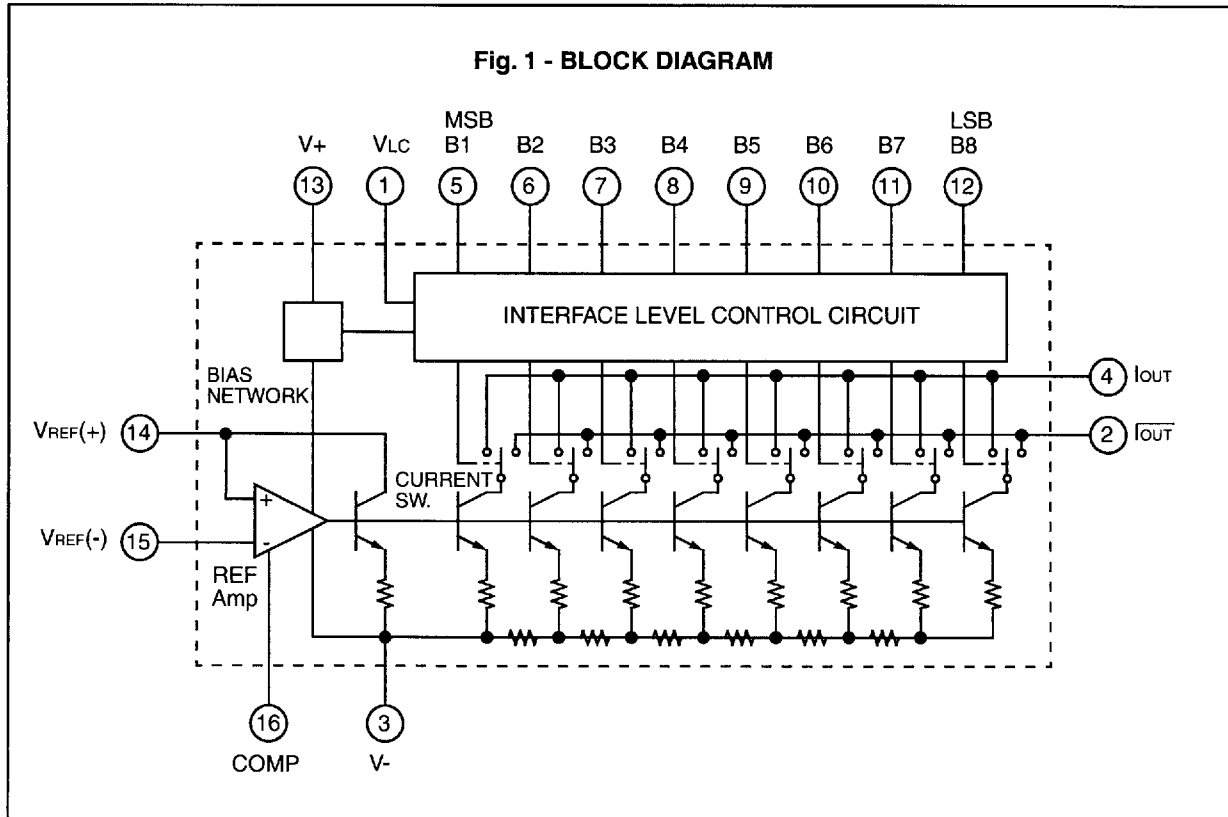 Fig. 1 - BLOCK DIAGRAM
MSB LSB
V+ VLC B1 B2 B3 B4 B5 B6 B7 B8
13 1 5 6 7 8 9 10 11 12
INTERFACE LEVEL CONTROL CIRCUIT
BIAS
NETWORK
4 IOUT
VREF(+) 14
2 IOUT
CURRENT
SW.
+
VREF(-) 15
-
REF
Amp
16 3
COMP V-